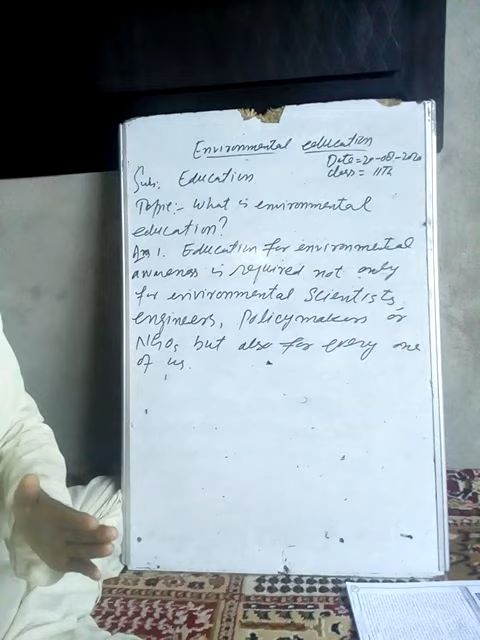 Environmental education
Date=20-08-2020
Sub:. Education
class= 11Th
Topic:- What is environmental
education?
Ans 1. Education for environmental
awareness is required not only
for environmental Scientists,
engineers, Policymakers or
NGOs but also for every one
of us.